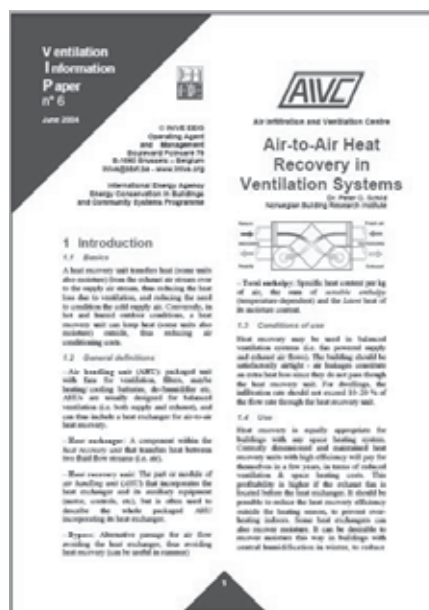 Ventilation
Information
Paper
n° 6
June 2004
© INIVE EEIG
Operating Agent
and Management
Boulevard Poincaré 79
B-1060 Brussels – Belgium
inive@bbri.be - www.inive.org
International Energy Agency
Energy Conservation in Buildings
and Community Systems Programme
AIVC
Air Infiltration and Ventilation Centre
Air-to-Air Heat
Recovery in
Ventilation Systems
Dr. Peter G. Schild
Norwegian Building Research Institute
1 Introduction
1.1 Basics
A heat recovery unit transfers heat (some units
also moisture) from the exhaust air stream over
to the supply air stream, thus reducing the heat
loss due to ventilation, and reducing the need
to condition the cold supply air. Conversely, in
hot and humid outdoor conditions, a heat
recovery unit can keep heat (some units also
moisture) outside, thus reducing air
conditioning costs.
1.2 General definitions
- Air handling unit (AHU): packaged unit
with fans for ventilation, filters, maybe
heating/cooling batteries, de-humidifier etc.
AHUs are usually designed for balanced
ventilation (i.e. both supply and exhaust), and
can thus include a heat exchanger for air-to-air
heat recovery.
- Heat exchanger: A component within the
heat recovery unit that transfers heat between
two fluid flow streams (i.e. air).
- Heat recovery unit: The part or module of
air handling unit (AHU) that incorporates the
heat exchanger and its auxiliary equipment
(motor, controls, etc), but is often used to
describe the whole packaged AHU
incorporating its heat exchanger.
- Bypass: Alternative passage for air flow
avoiding the heat exchanger, thus avoiding
heat recovery (can be useful in summer)
Return
Fresh air
Supply
Exhaust
- Total enthalpy: Specific heat content per kg
of air, the sum of sensible enthalpy
(temperature dependent) and the latent heat of
its moisture content.
1.3 Conditions of use
Heat recovery may be used in balanced
ventilation systems (i.e. fan powered supply
and exhaust air flows). The building should be
satisfactorily airtight - air leakages constitute
an extra heat loss since they do not pass though
the heat recovery unit. For dwellings, the
infiltration rate should not exceed
of
the flow rate though the heat recovery unit.
1.4 Use
Heat recovery is equally appropriate for
buildings with any space heating system.
Correctly dimensioned and maintained heat
recovery units with high efficiency will pay for
themselves in a few years, in terms of reduced
ventilation & space heating costs. This
profitability is higher if the exhaust fan is
located before the heat exchanger. It should be
possible to reduce the heat recovery efficiency
outside the heating season, to prevent over-
heating indoors. Some heat exchangers can
also recover moisture. It can be desirable to
recover moisture this way in buildings with
central humidification in winter, to reduce
1